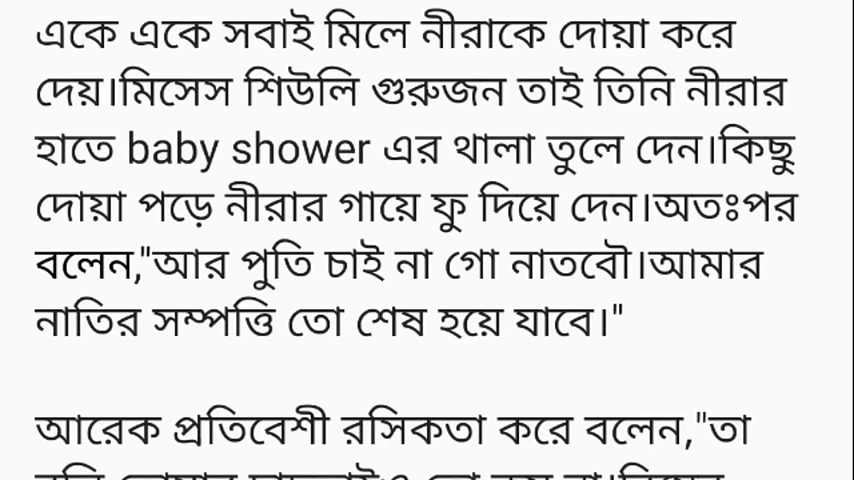 একে একে সবাই মিলে নীরাকে দোয়া করে
দেয়।মিসেস শিউলি গুরুজন তাই তিনি নীরার
হাতে baby shower এর থালা তুলে দেন।কিছু
দোয়া পড়ে নীরার গায়ে ফু দিয়ে দেন।অতঃপর
বলেন,"আর পুতি চাই না গো নাতবৌ।আমার
নাতির সম্পত্তি তো শেষ হয়ে যাবে।"
আরেক প্রতিবেশী রসিকতা করে বলেন,"তা